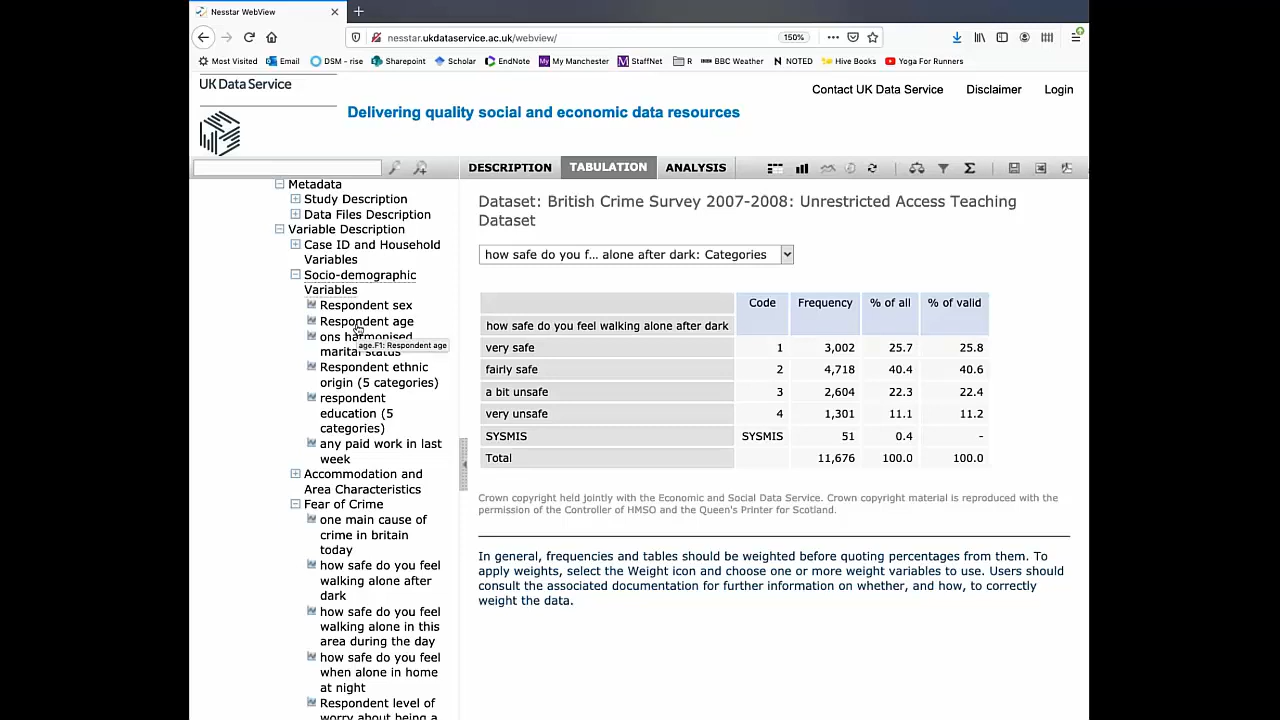 Nesstar WebView
nesstar.ukdataservice.ac.uk/webview/
150%
Most Visited Email DSM - rise Sharepoint Scholar EndNote My Manchester StaffNet R BBC Weather NOTED Hive Books Yoga For Runners
UK Data Service
Contact UK Data Service Disclaimer Login
Delivering quality social and economic data resources
DESCRIPTION TABULATION ANALYSIS
Metadata
Study Description
Data Files Description
Variable Description
Case ID and Household
Variables
Socio-demographic
Variables
Respondent sex
Respondent age
ons harmonised
marital status
age.F1: Respondent age
Respondent ethnic
origin (5 categories)
respondent
education (5
categories)
any paid work in last
week
Accommodation and
Area Characteristics
Fear of Crime
one main cause of
crime in britain
today
how safe do you feel
walking alone after
dark
how safe do you feel
walking alone in this
area during the day
how safe do you feel
when alone in home
at night
Respondent level of
worry about being a
Dataset: British Crime Survey 2007-2008: Unrestricted Access Teaching
Dataset
how safe do you f... alone after dark: Categories
Code Frequency % of all % of valid
how safe do you feel walking alone after dark
very safe 1 3,002 25.7 25.8
fairly safe 2 4,718 40.4 40.6
a bit unsafe 3 2,604 22.3 22.4
very unsafe 4 1,301 11.1 11.2
SYSMIS SYSMIS 51 0.4 -
Total 11,676 100.0 100.0
Crown copyright held jointly with the Economic and Social Data Service. Crown copyright material is reproduced with the
permission of the Controller of HMSO and the Queen's Printer for Scotland.
In general, frequencies and tables should be weighted before quoting percentages from them. To
apply weights, select the Weight icon and choose one or more weight variables to use. Users should
consult the associated documentation for further information on whether, and how, to correctly
weight the data.